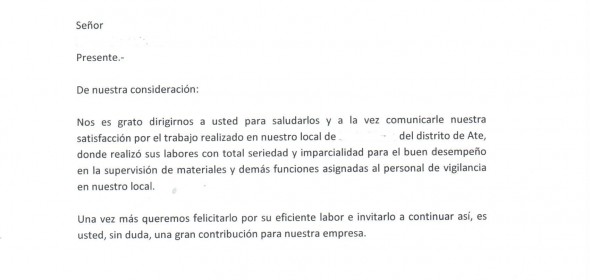 Señor
Presente.-
De nuestra consideración:
Nos es grato dirigirnos a usted para saludarlos y a la vez comunicarle nuestra
satisfacción por el trabajo realizado en nuestro local de del distrito de Ate,
donde realizó sus labores con total seriedad y imparcialidad para el buen desempeño
en la supervisión de materiales y demás funciones asignadas al personal de vigilancia
en nuestro local.
Una vez más queremos felicitarlo por su eficiente labor e invitarlo a continuar así, es
usted, sin duda, una gran contribución para nuestra empresa.